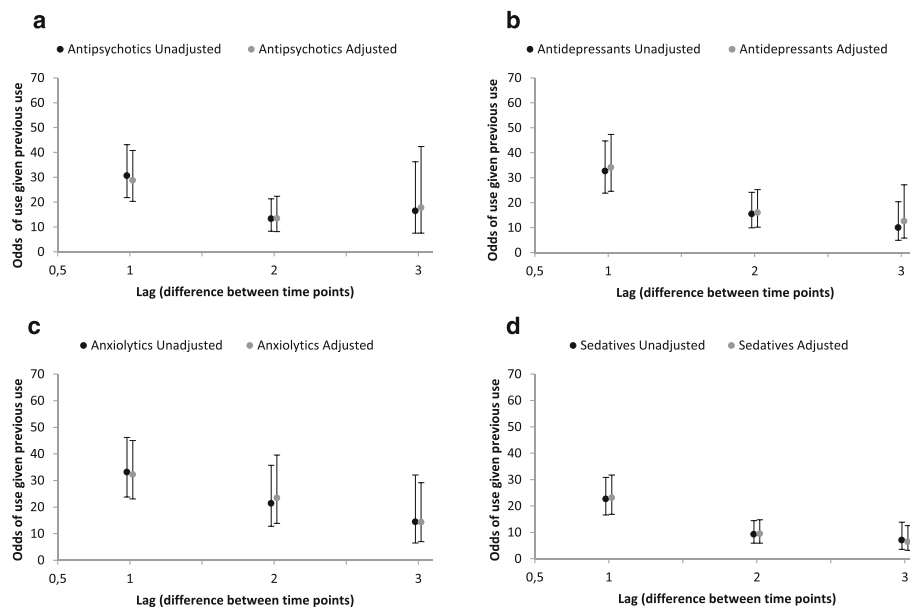 a
Antipsychotics Unadjusted Antipsychotics Adjusted
Odds of use given previous use
70
60
50
40
30
20
10
0
0,5 1 2 3
Lag (difference between time points)
b
Antidepressants Unadjusted Antidepressants Adjusted
Odds of use given previous use
70
60
50
40
30
20
10
0
0,5 1 2 3
Lag (difference between time points)
c
Anxiolytics Unadjusted Anxiolytics Adjusted
Odds of use given previous use
70
60
50
40
30
20
10
0
0,5 1 2 3
Lag (difference between time points)
d
Sedatives Unadjusted Sedatives Adjusted
Odds of use given previous use
70
60
50
40
30
20
10
0
0,5 1 2 3
Lag (difference between time points)